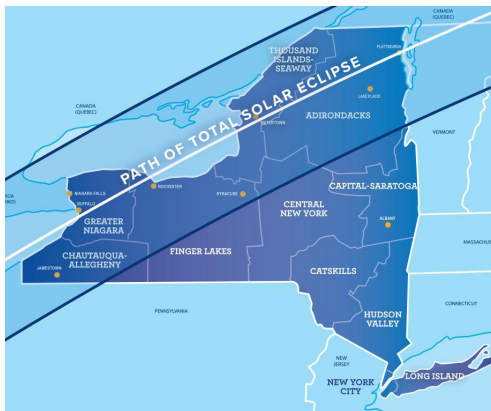 CANADA
(QUEBEC)
THOUSAND
ISLANDS-
SEAWAY
PLATTSBURGH
PATH OF TOTAL SOLAR ECLIPSE
LAKE PLACID
CANADA
(QUEBEC)
WATERTOWN
ADIRONDACKS
VERMONT
CAPITAL-SARATOGA
ROCHESTER
NIAGARA FALLS
SYRACUSE
BUFFALO
CENTRAL
NEW YORK
GREATER
NIAGARA
ALBANY
FINGER LAKES
MASSACHUS
CHAUTAUQUA-
ALLEGHENY
JAMESTOWN
CATSKILLS
HUDSON
VALLEY
CONNECTICUT
PENNSYLVANIA
NEW
JERSEY
LONG ISLAND
NEW YORK
CITY